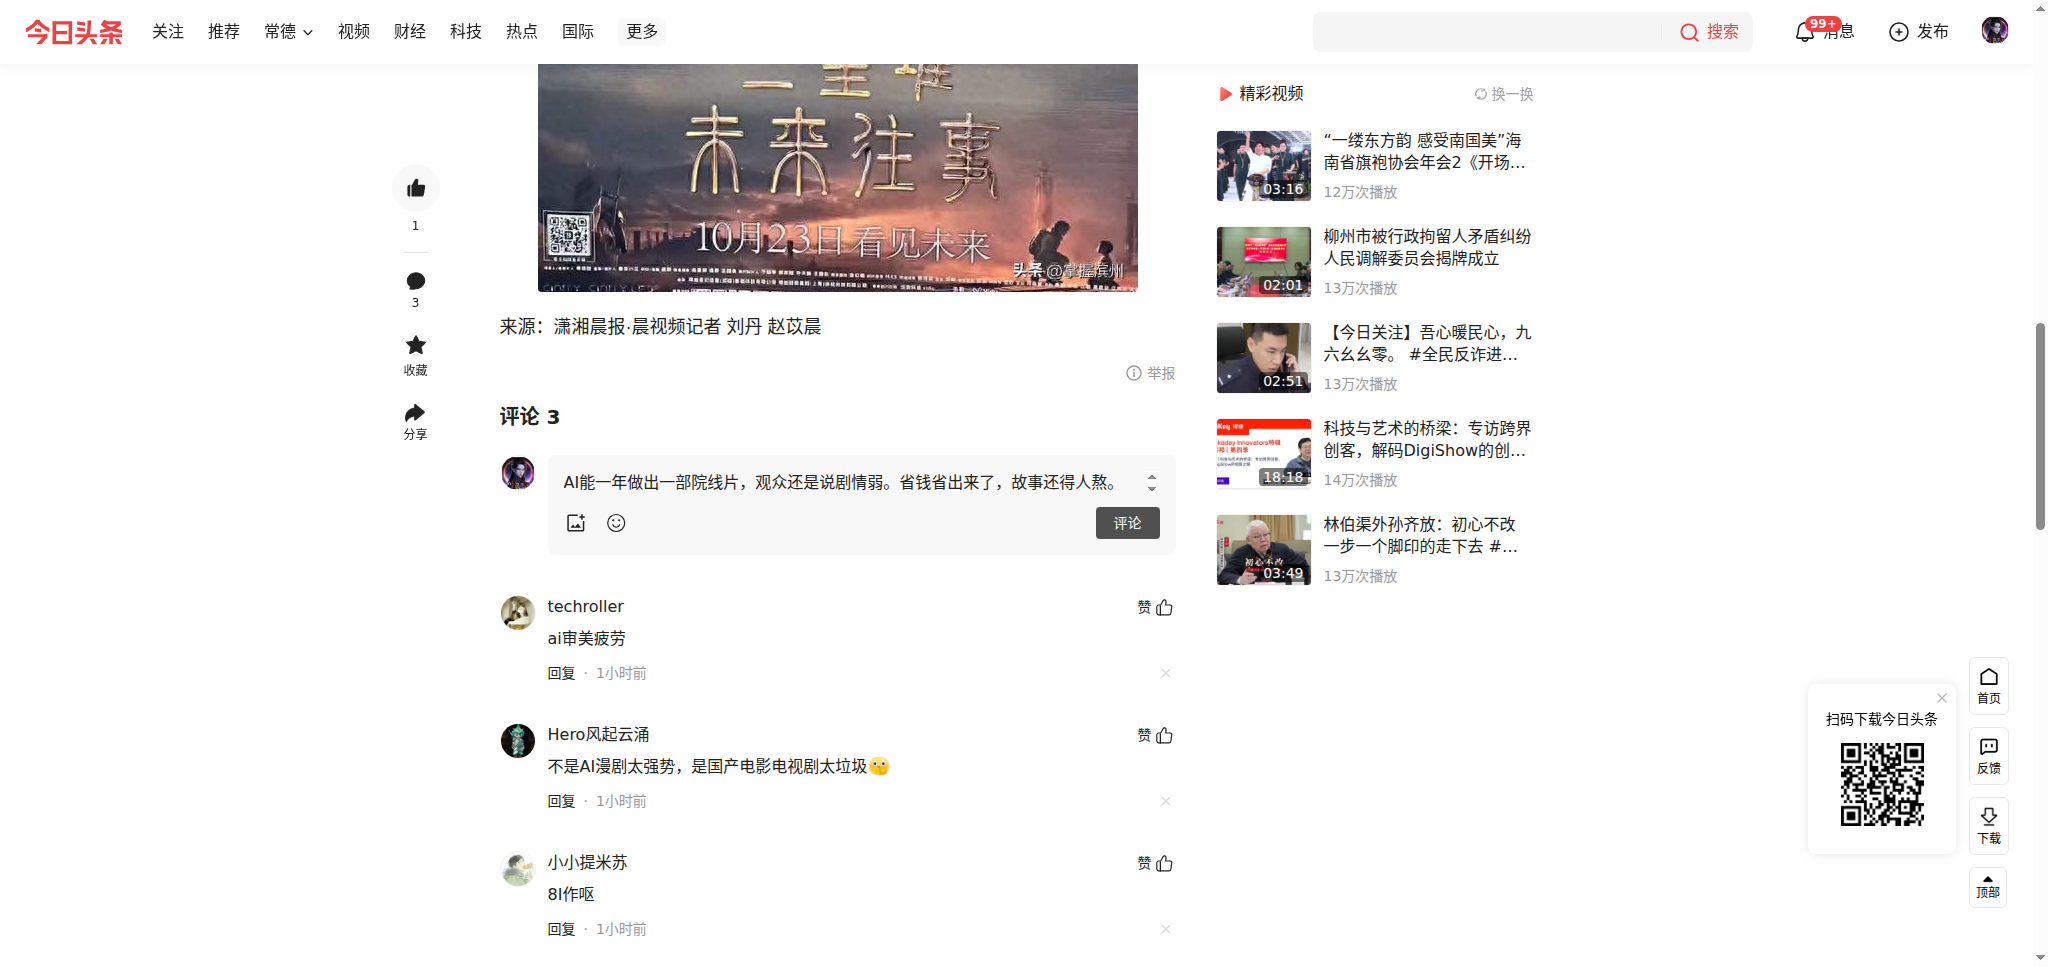 今日头条
关注
推荐
常德
视频
财经
科技
热点
国际
更多
搜索
99+
消息
发布
未来往事
10月23日看见未来
头条@掌握滨州
1
3
收藏
分享
来源：潇湘晨报·晨视频记者 刘丹 赵苡晨
举报
评论 3
AI能一年做出一部院线片，观众还是说剧情弱。省钱省出来了，故事还得人熬。
评论
techroller
赞
ai审美疲劳
回复 · 1小时前
Hero风起云涌
赞
不是AI漫剧太强势，是国产电影电视剧太垃圾
回复 · 1小时前
小小提米苏
赞
8I作呕
回复 · 1小时前
精彩视频
换一换
“一缕东方韵 感受南国美”海
南省旗袍协会年会2《开场...
03:16
12万次播放
柳州市被行政拘留人矛盾纠纷
人民调解委员会揭牌成立
02:01
13万次播放
【今日关注】吾心暖民心，九
六幺幺零。 #全民反诈进...
02:51
13万次播放
科技与艺术的桥梁：专访跨界
创客，解码DigiShow的创...
18:18
14万次播放
林伯渠外孙齐放：初心不改
一步一个脚印的走下去 #...
初心不改
03:49
13万次播放
扫码下载今日头条
首页
反馈
下载
顶部